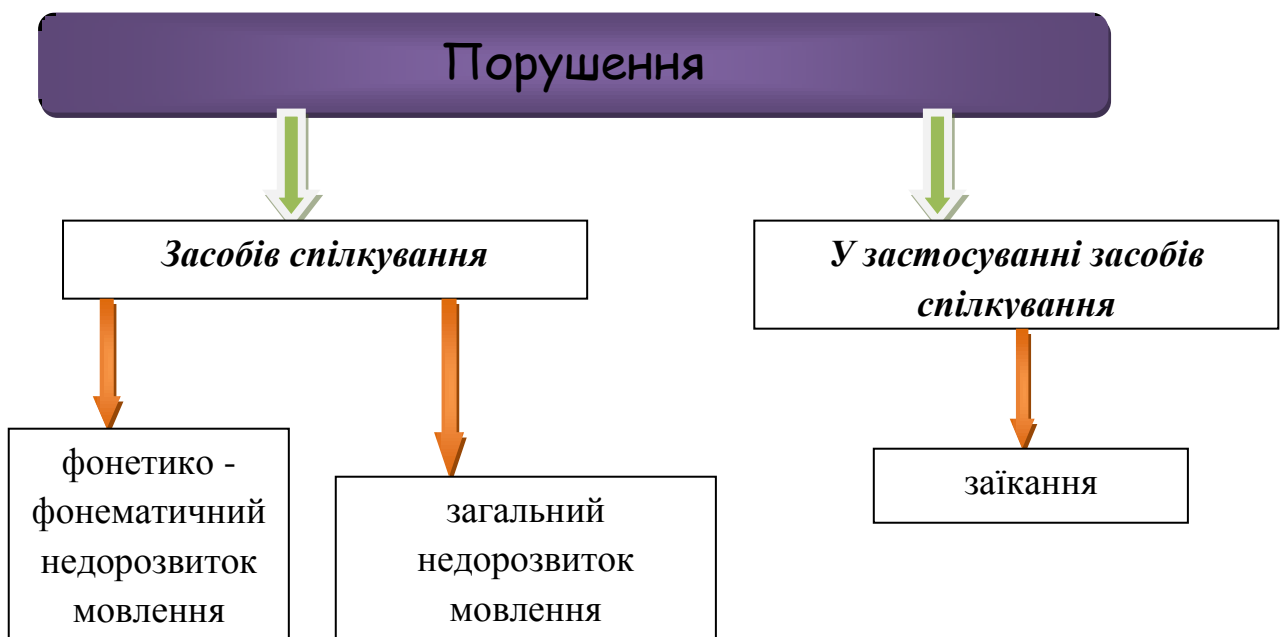 Порушення
Засобів спілкування
У застосуванні засобів
спілкування
фонетико -
фонематичний
недорозвиток
мовлення
загальний
недорозвиток
мовлення
заїкання